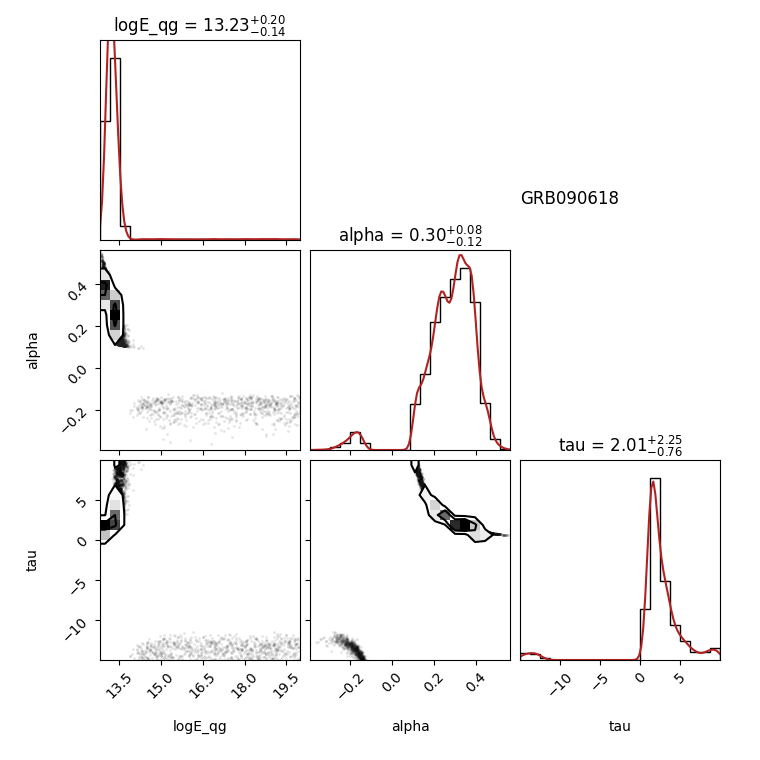 logE_qg = 13.23+0.20 −0.14
GRB090618
alpha = 0.30+0.08 −0.12
0.4
0.2
0.0
−0.2
alpha
tau = 2.01+2.25 −0.76
5
0
−5
−10
tau
13.5 15.0 16.5 18.0 19.5
−0.2 0.0 0.2 0.4
−10 −5 0 5
logE_qg alpha tau